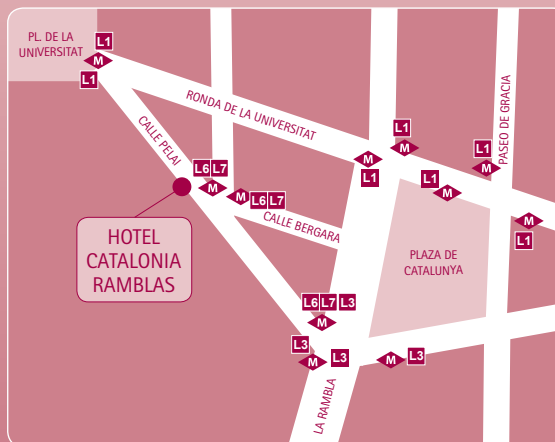 PL. DE LA
UNIVERSITAT
L1
M
L1
RONDA DE LA UNIVERSITAT
CALLE PELAI
PASEO DE GRACIA
L1
M
L1
L1
M
L1
M
M
L1
L6 L7
M
M
L6 L7
CALLE BERGARA
HOTEL
CATALONIA
RAMBLAS
PLAZA DE
CATALUNYA
L6 L7 L3
M
L3
M
L3
M
L3
LA RAMBLA